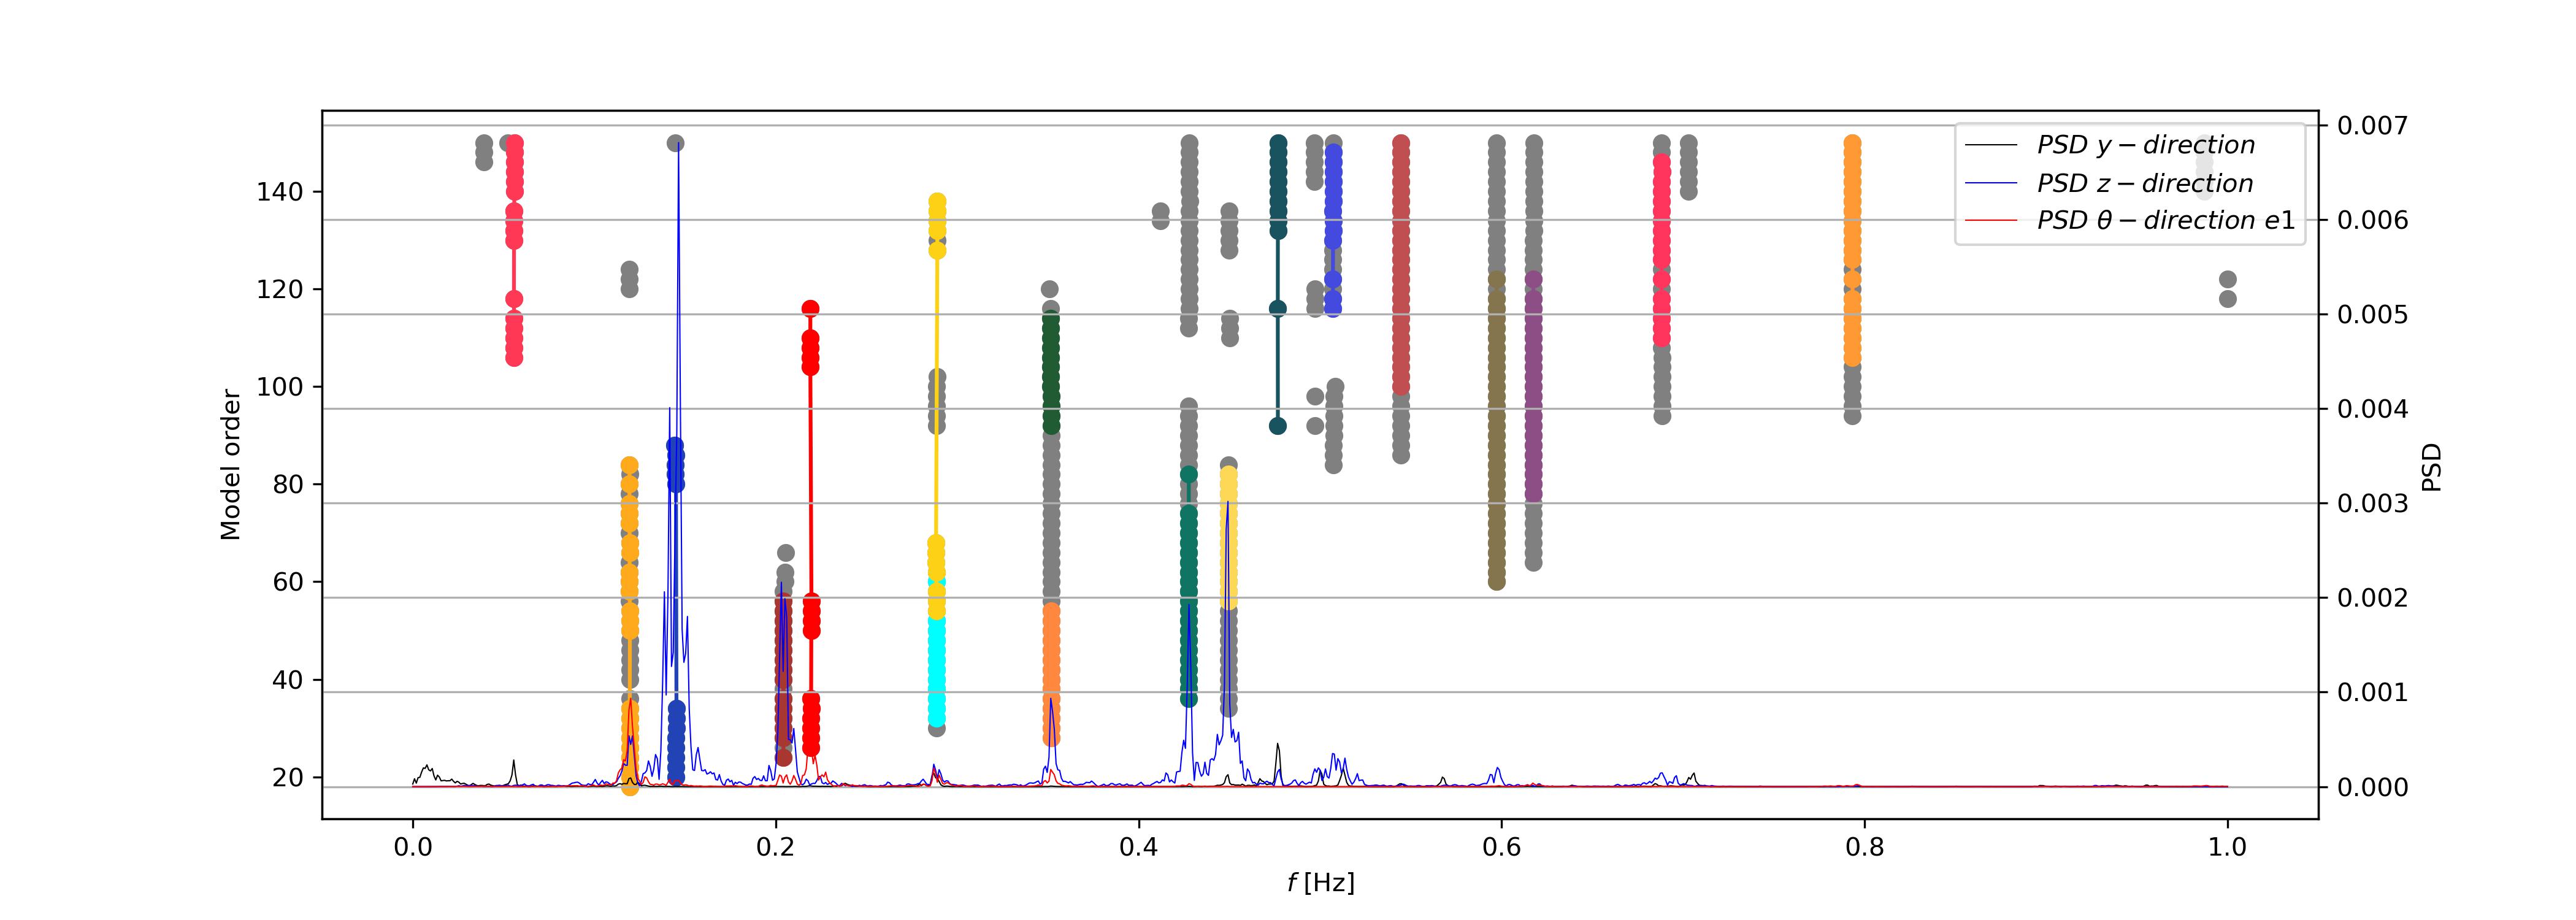 PSD y − direction
PSD z − direction
PSD θ − direction e1
Model order
140
120
100
80
60
40
20
0.007
0.006
0.005
0.004
0.003
0.002
0.001
0.000
PSD
0.0 0.2 0.4 0.6 0.8 1.0
f [Hz]